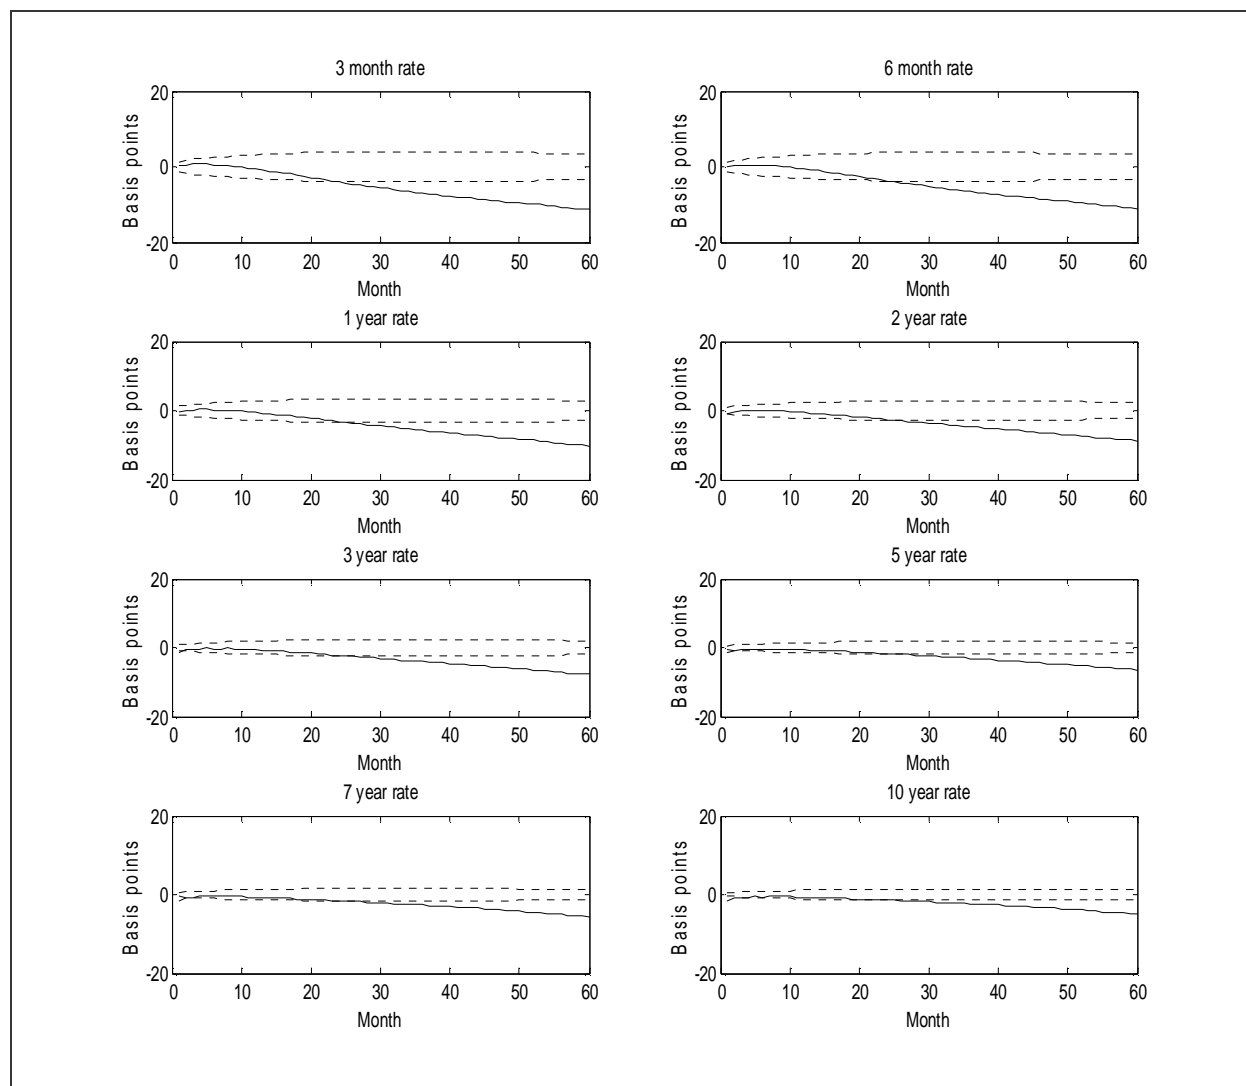 3 month rate
20
0
-20
Basis points
0 10 20 30 40 50 60
Month
6 month rate
20
0
-20
Basis points
0 10 20 30 40 50 60
Month
1 year rate
20
0
-20
Basis points
0 10 20 30 40 50 60
Month
2 year rate
20
0
-20
Basis points
0 10 20 30 40 50 60
Month
3 year rate
20
0
-20
Basis points
0 10 20 30 40 50 60
Month
5 year rate
20
0
-20
Basis points
0 10 20 30 40 50 60
Month
7 year rate
20
0
-20
Basis points
0 10 20 30 40 50 60
Month
10 year rate
20
0
-20
Basis points
0 10 20 30 40 50 60
Month